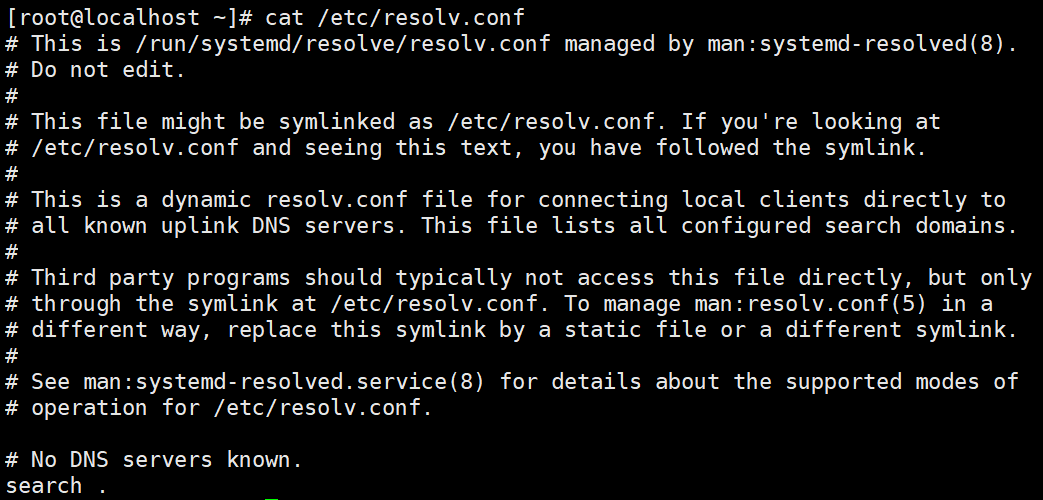 [root@localhost ~]# cat /etc/resolv.conf
# This is /run/systemd/resolve/resolv.conf managed by man:systemd-resolved(8).
# Do not edit.
#
# This file might be symlinked as /etc/resolv.conf. If you're looking at
# /etc/resolv.conf and seeing this text, you have followed the symlink.
#
# This is a dynamic resolv.conf file for connecting local clients directly to
# all known uplink DNS servers. This file lists all configured search domains.
#
# Third party programs should typically not access this file directly, but only
# through the symlink at /etc/resolv.conf. To manage man:resolv.conf(5) in a
# different way, replace this symlink by a static file or a different symlink.
#
# See man:systemd-resolved.service(8) for details about the supported modes of
# operation for /etc/resolv.conf.

# No DNS servers known.
search .